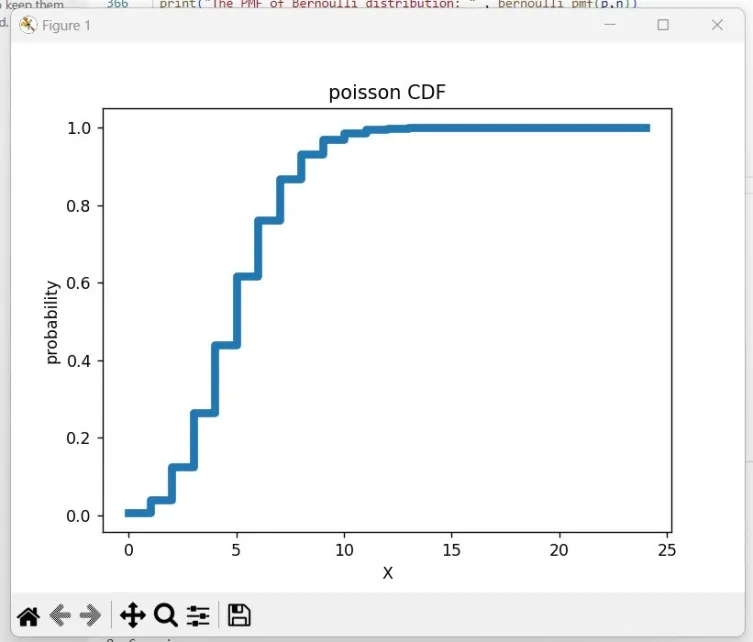 keep them
366 print("The PMF of Bernoulli distribution: " , bernoulli_pmf(p,n))
d.
Figure 1
poisson CDF
1.0
0.8
0.6
0.4
0.2
0.0
probability
0 5 10 15 20 25
X